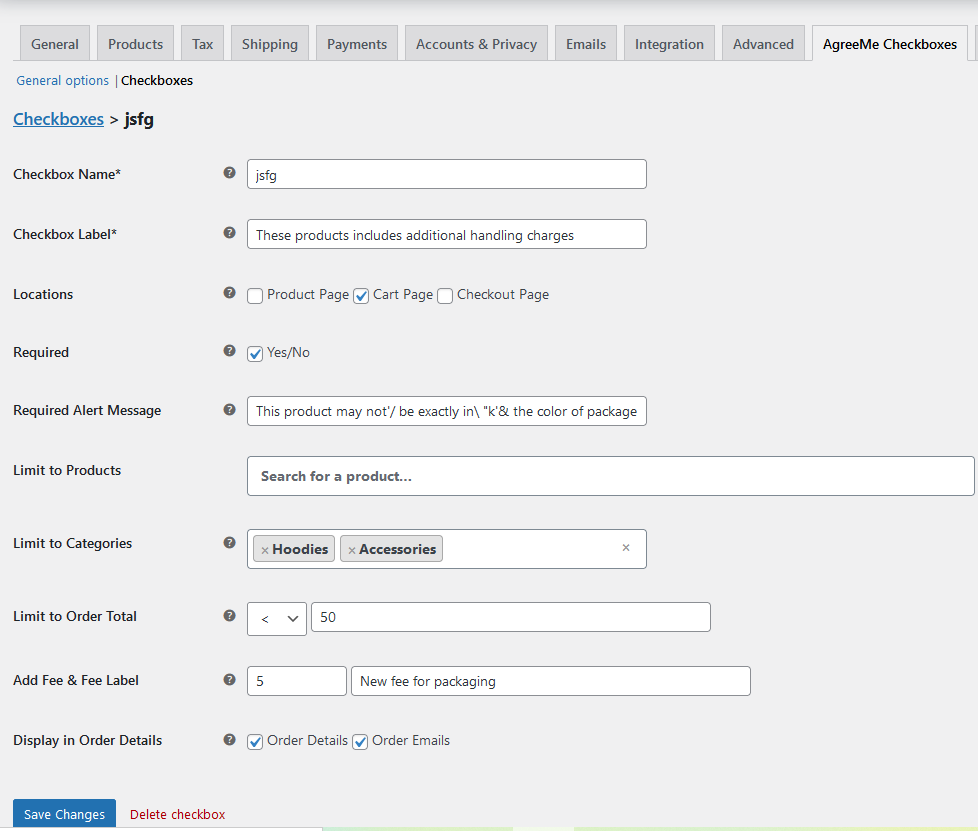 General Products Tax Shipping Payments Accounts & Privacy Emails Integration Advanced AgreeMe Checkboxes
General options | Checkboxes
Checkboxes > jsfg
Checkbox Name* ? jsfg
Checkbox Label* ? These products includes additional handling charges
Locations ? Product Page Cart Page Checkout Page
Required ? Yes/No
Required Alert Message ? This product may not'/ be exactly in\ "k'& the color of package
Limit to Products Search for a product...
Limit to Categories ? × Hoodies × Accessories ×
Limit to Order Total ? < 50
Add Fee & Fee Label ? 5 New fee for packaging
Display in Order Details ? Order Details Order Emails
Save Changes Delete checkbox